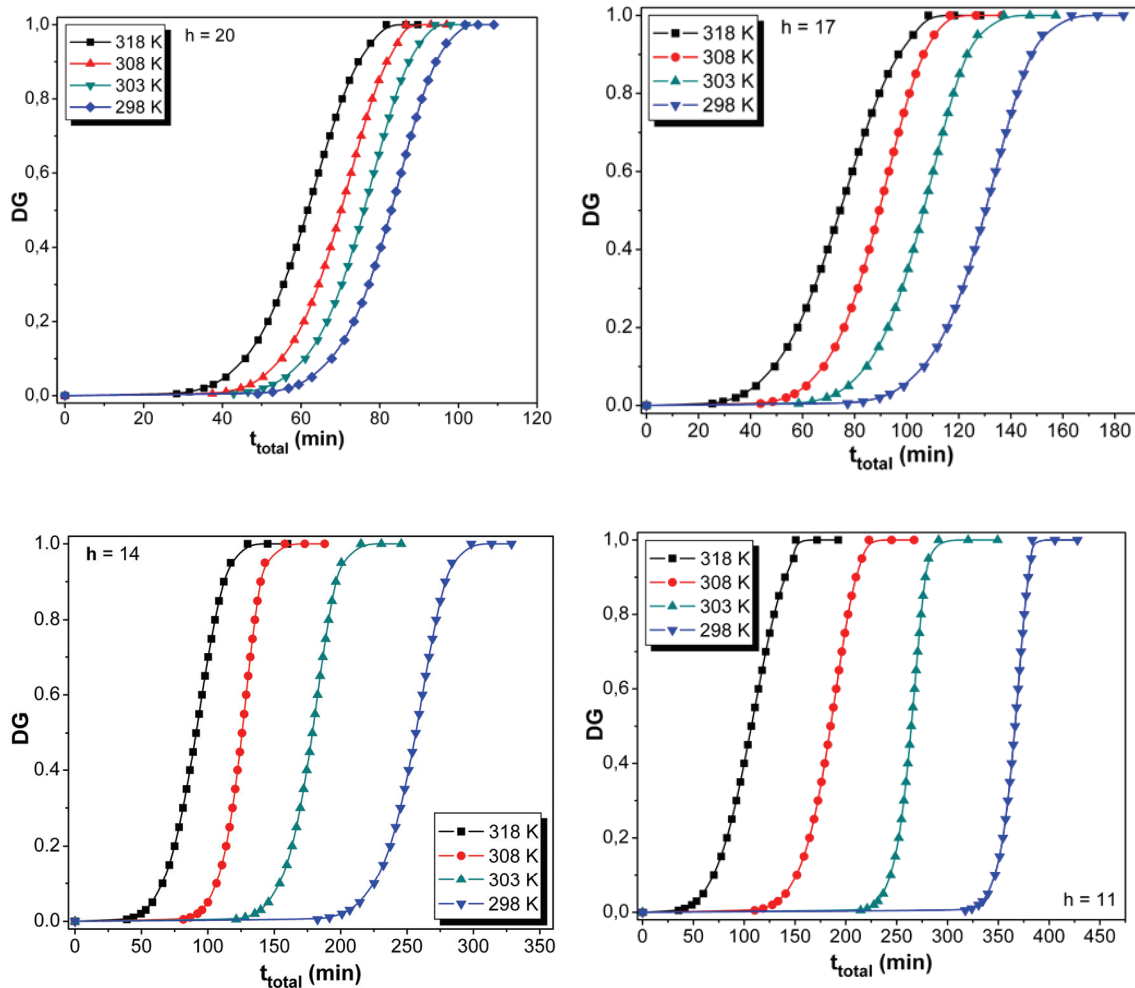 1,0
0,8
0,6
0,4
0,2
0,0
DG
318 K
308 K
303 K
298 K
h = 20
0 20 40 60 80 100 120
t_total (min)
1,0
0,8
0,6
0,4
0,2
0,0
DG
318 K
308 K
303 K
298 K
h = 17
0 20 40 60 80 100 120 140 160 180
t_total (min)
1.0
0.8
0.6
0.4
0.2
0.0
DG
h = 14
318 K
308 K
303 K
298 K
0 50 100 150 200 250 300 350
t_total (min)
1,0
0,8
0,6
0,4
0,2
0,0
DG
318 K
308 K
303 K
298 K
h = 11
0 50 100 150 200 250 300 350 400 450
t_total (min)